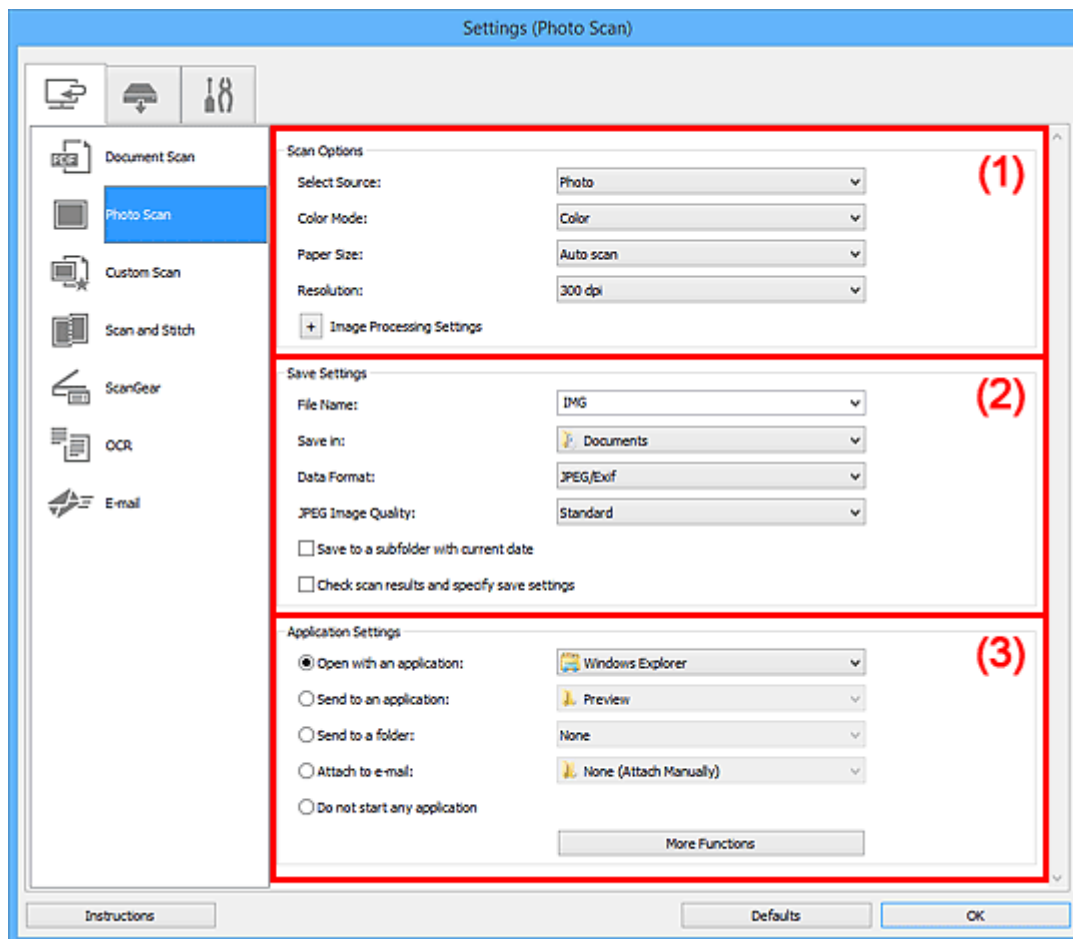 Settings (Photo Scan)
Document Scan
Photo Scan
Custom Scan
Scan and Stitch
ScanGear
OCR
E-mail
Scan Options
(1)
Select Source: Photo
Color Mode: Color
Paper Size: Auto scan
Resolution: 300 dpi
+ Image Processing Settings
Save Settings
(2)
File Name: IMG
Save in: Documents
Data Format: JPEG/Exif
JPEG Image Quality: Standard
Save to a subfolder with current date
Check scan results and specify save settings
Application Settings
(3)
Open with an application: Windows Explorer
Send to an application: Preview
Send to a folder: None
Attach to e-mail: None (Attach Manually)
Do not start any application
More Functions
Instructions Defaults OK